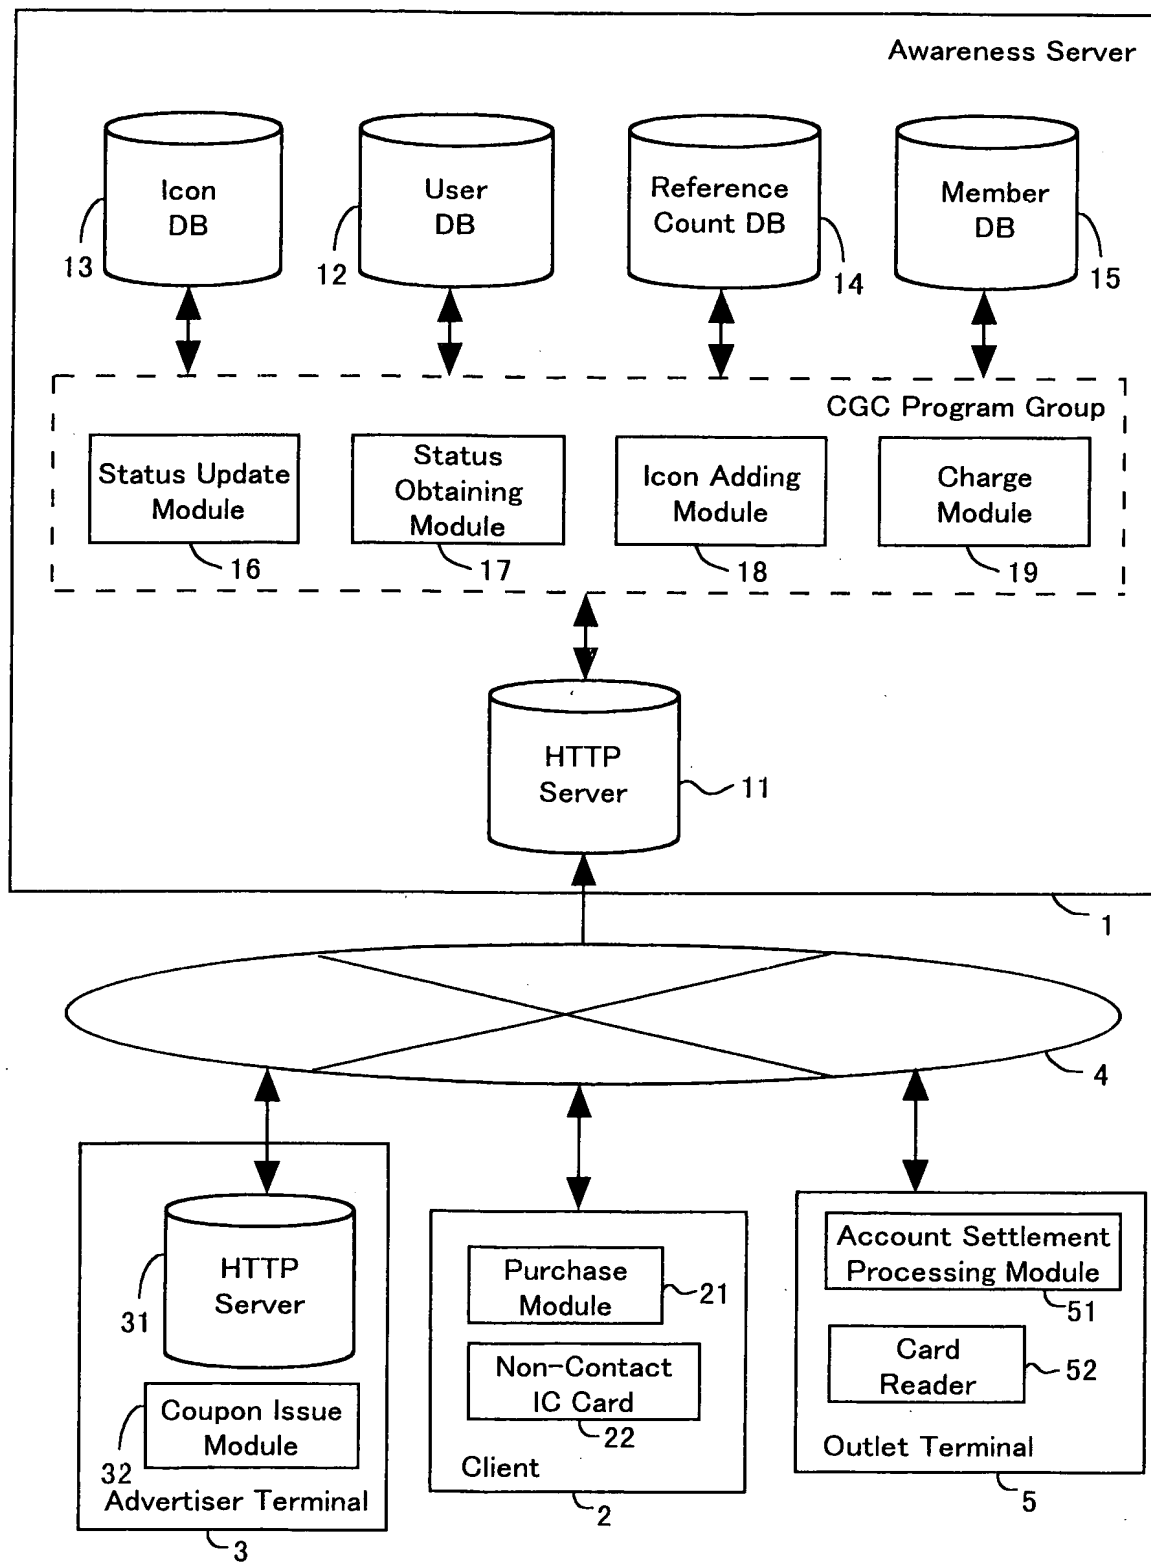 Awareness Server
Icon
DB
User
DB
Reference
Count DB
Member
DB
13
12
14
15
CGC Program Group
Status Update
Module
Status
Obtaining
Module
Icon Adding
Module
Charge
Module
16
17
18
19
HTTP
Server
11
1
4
HTTP
Server
31
Coupon Issue
Module
32
Advertiser Terminal
3
Purchase
Module
21
Non-Contact
IC Card
22
Client
2
Account Settlement
Processing Module
51
Card
Reader
52
Outlet Terminal
5